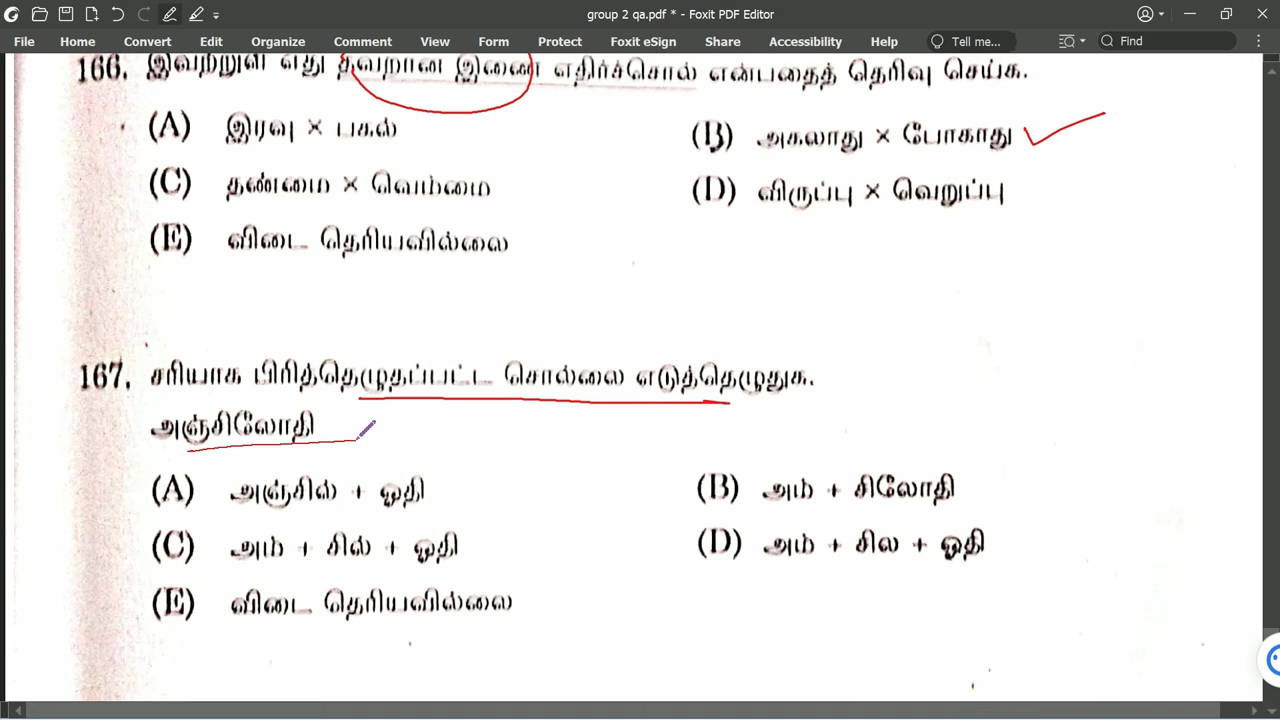 group 2 qa.pdf * - Foxit PDF Editor
File Home Convert Edit Organize Comment View Form Protect Foxit eSign Share Accessibility Help Tell me... Find
166. இவற்றுள் எது தவறான இணை எதிர்ச்சொல் என்பதைத் தெரிவு செய்க.
(A) இரவு × பகல் (B) அகலாது × போகாது
(C) தண்மை × வெம்மை (D) விருப்பு × வெறுப்பு
(E) விடை தெரியவில்லை
167. சரியாக பிரித்தெழுதப்பட்ட சொல்லை எடுத்தெழுதுக.
அஞ்சிலோதி
(A) அஞ்சில் + ஓதி (B) அம் + சிலோதி
(C) அம் + சில் + ஓதி (D) அம் + சில + ஓதி
(E) விடை தெரியவில்லை